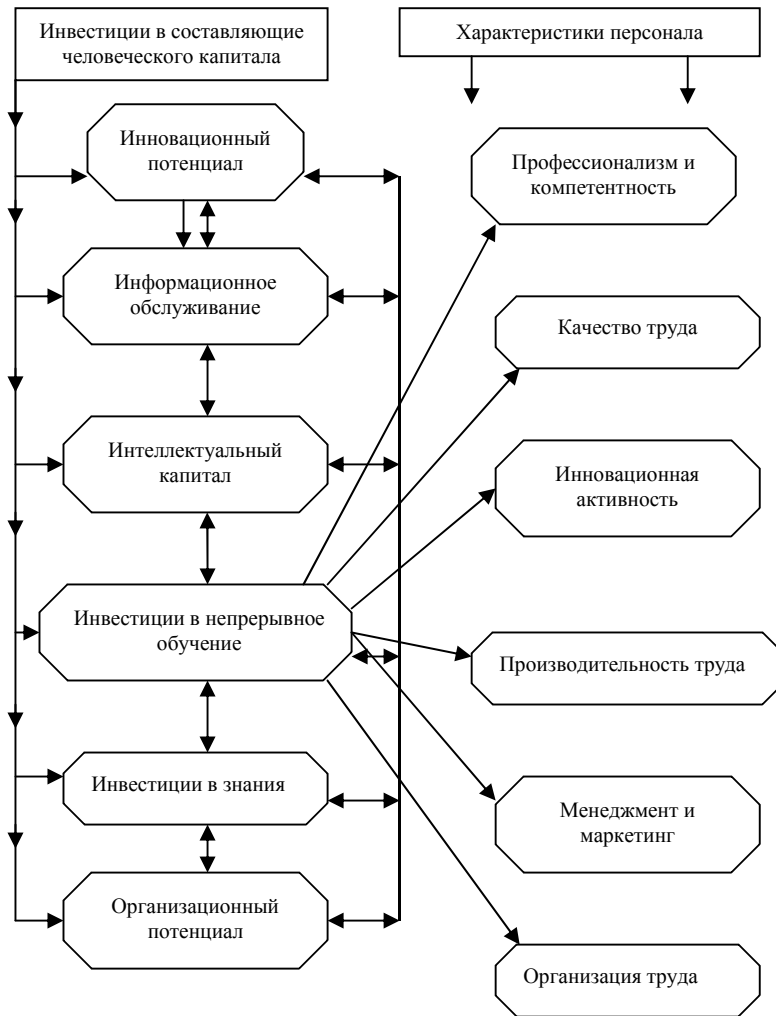 Инвестиции в составляющие
человеческого капитала
Характеристики персонала
Инновационный
потенциал
Информационное
обслуживание
Интеллектуальный
капитал
Инвестиции в непрерывное
обучение
Инвестиции в знания
Организационный
потенциал
Профессионализм и
компетентность
Качество труда
Инновационная
активность
Производительность труда
Менеджмент и
маркетинг
Организация труда